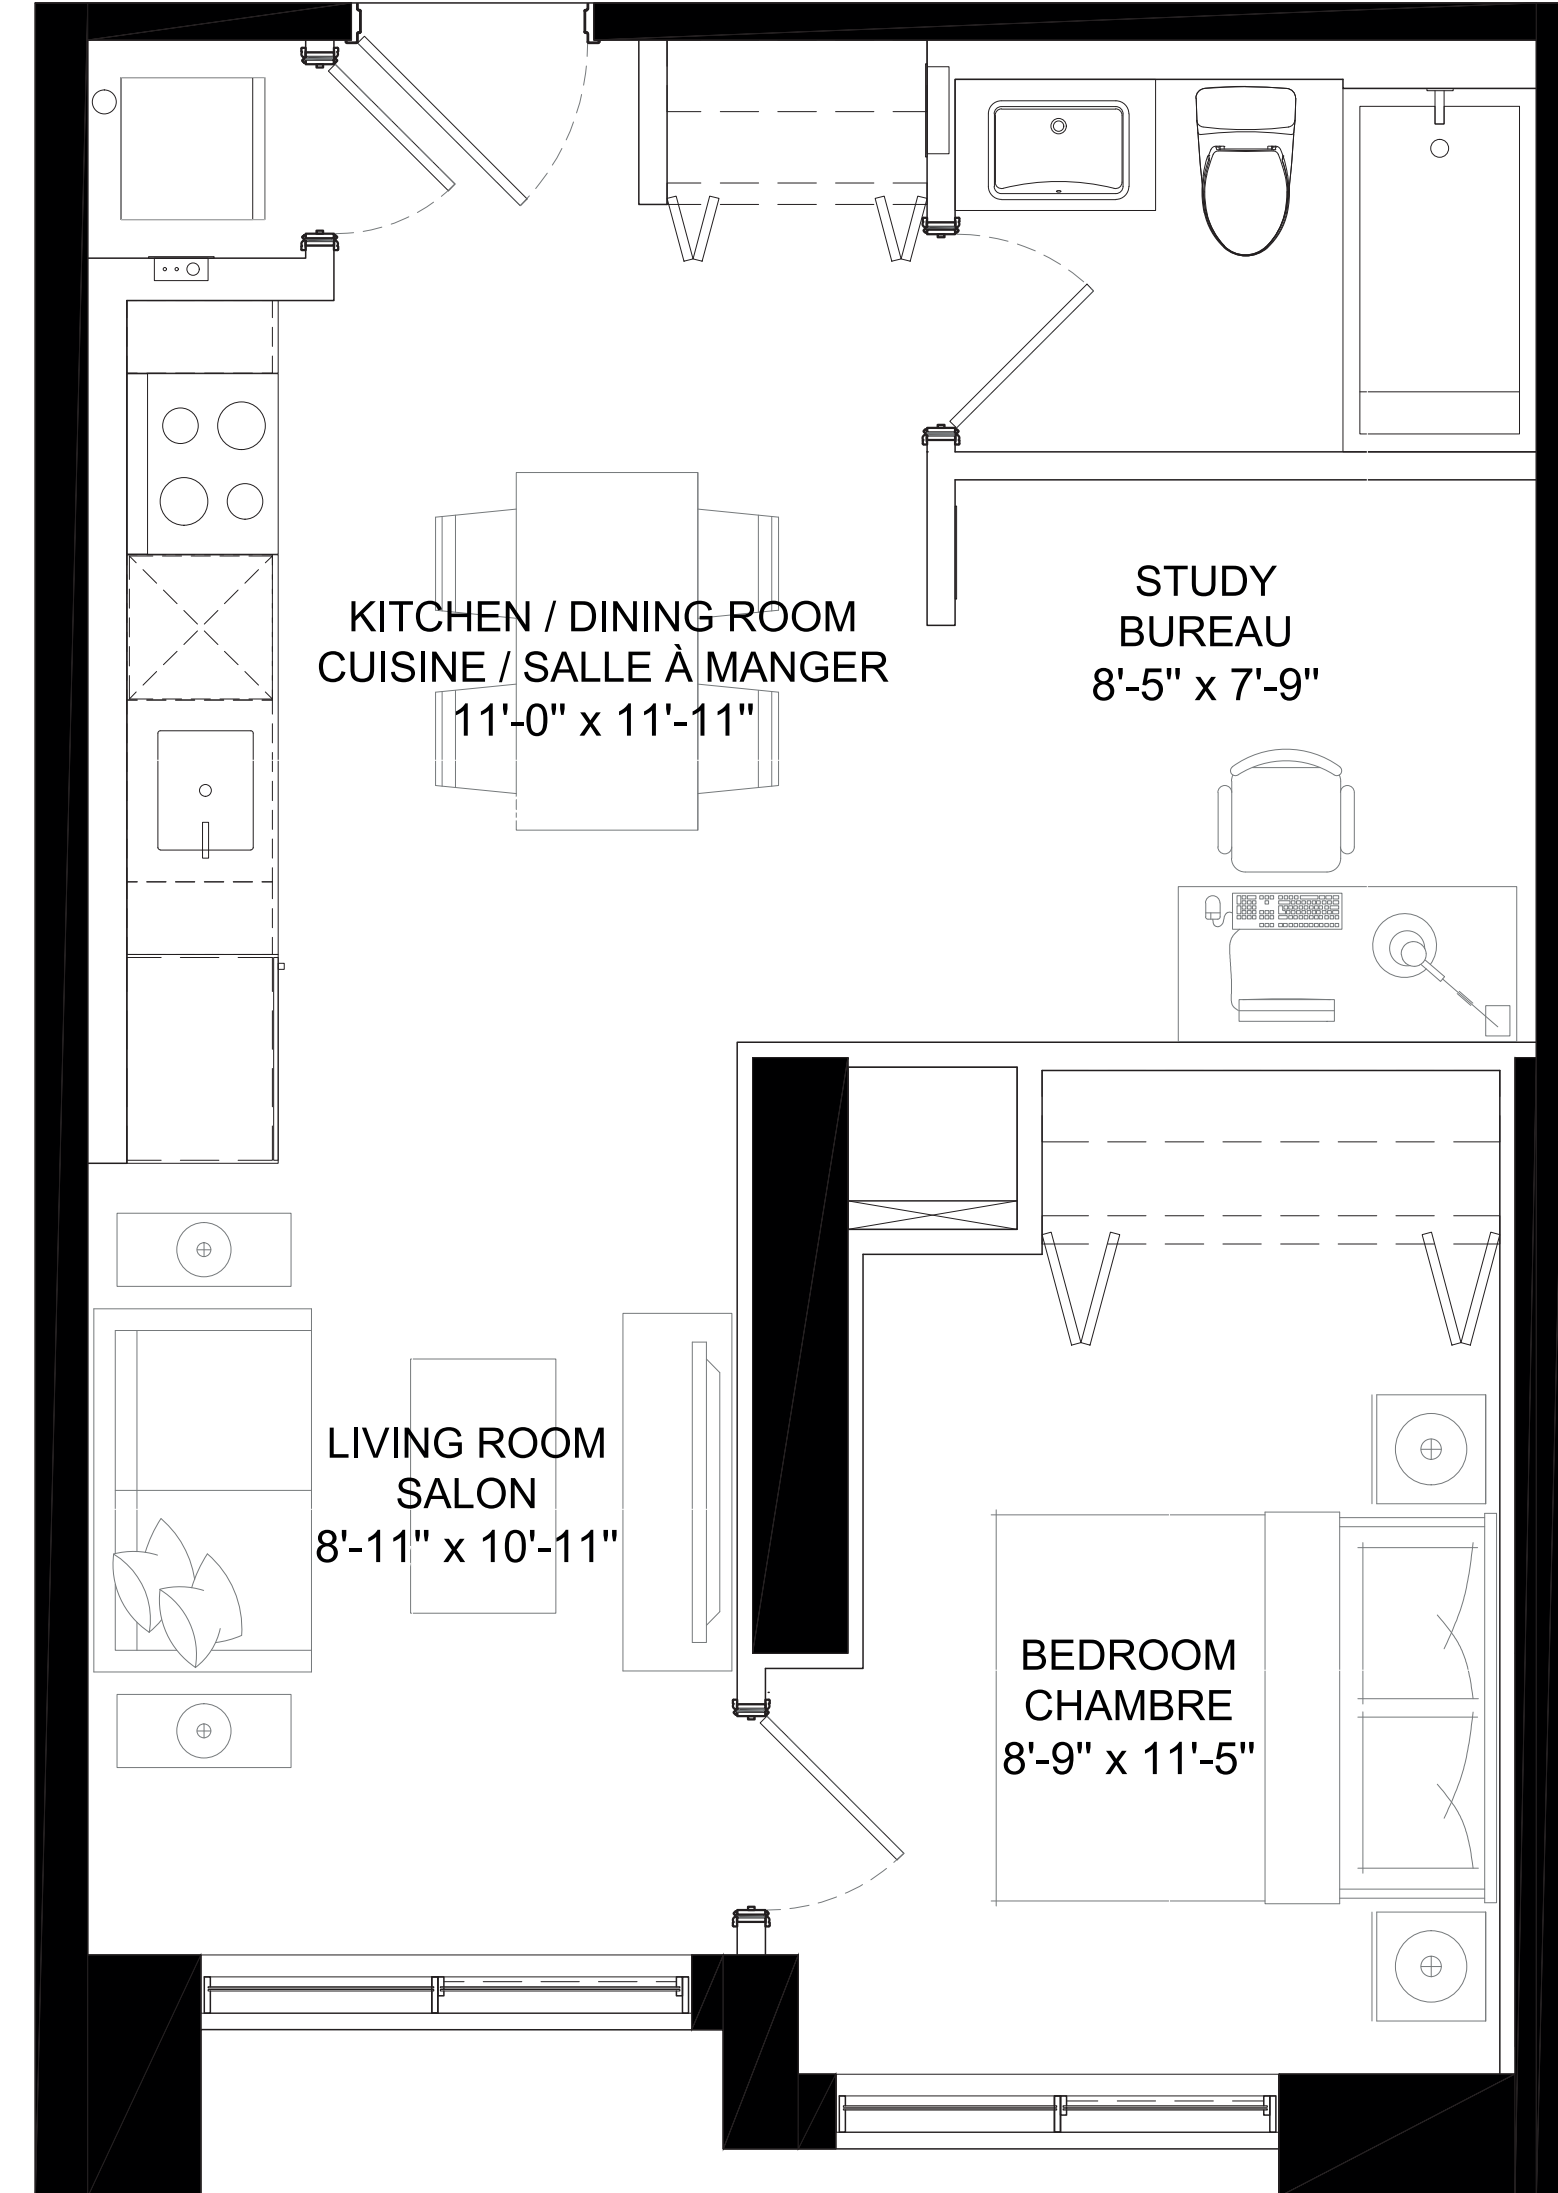 STUDY
BUREAU
8'-5" x 7'-9"
KITCHEN / DINING ROOM
CUISINE / SALLE À MANGER
11'-0" x 11'-11"
LIVING ROOM
SALON
8'-11" x 10'-11"
BEDROOM
CHAMBRE
8'-9" x 11'-5"